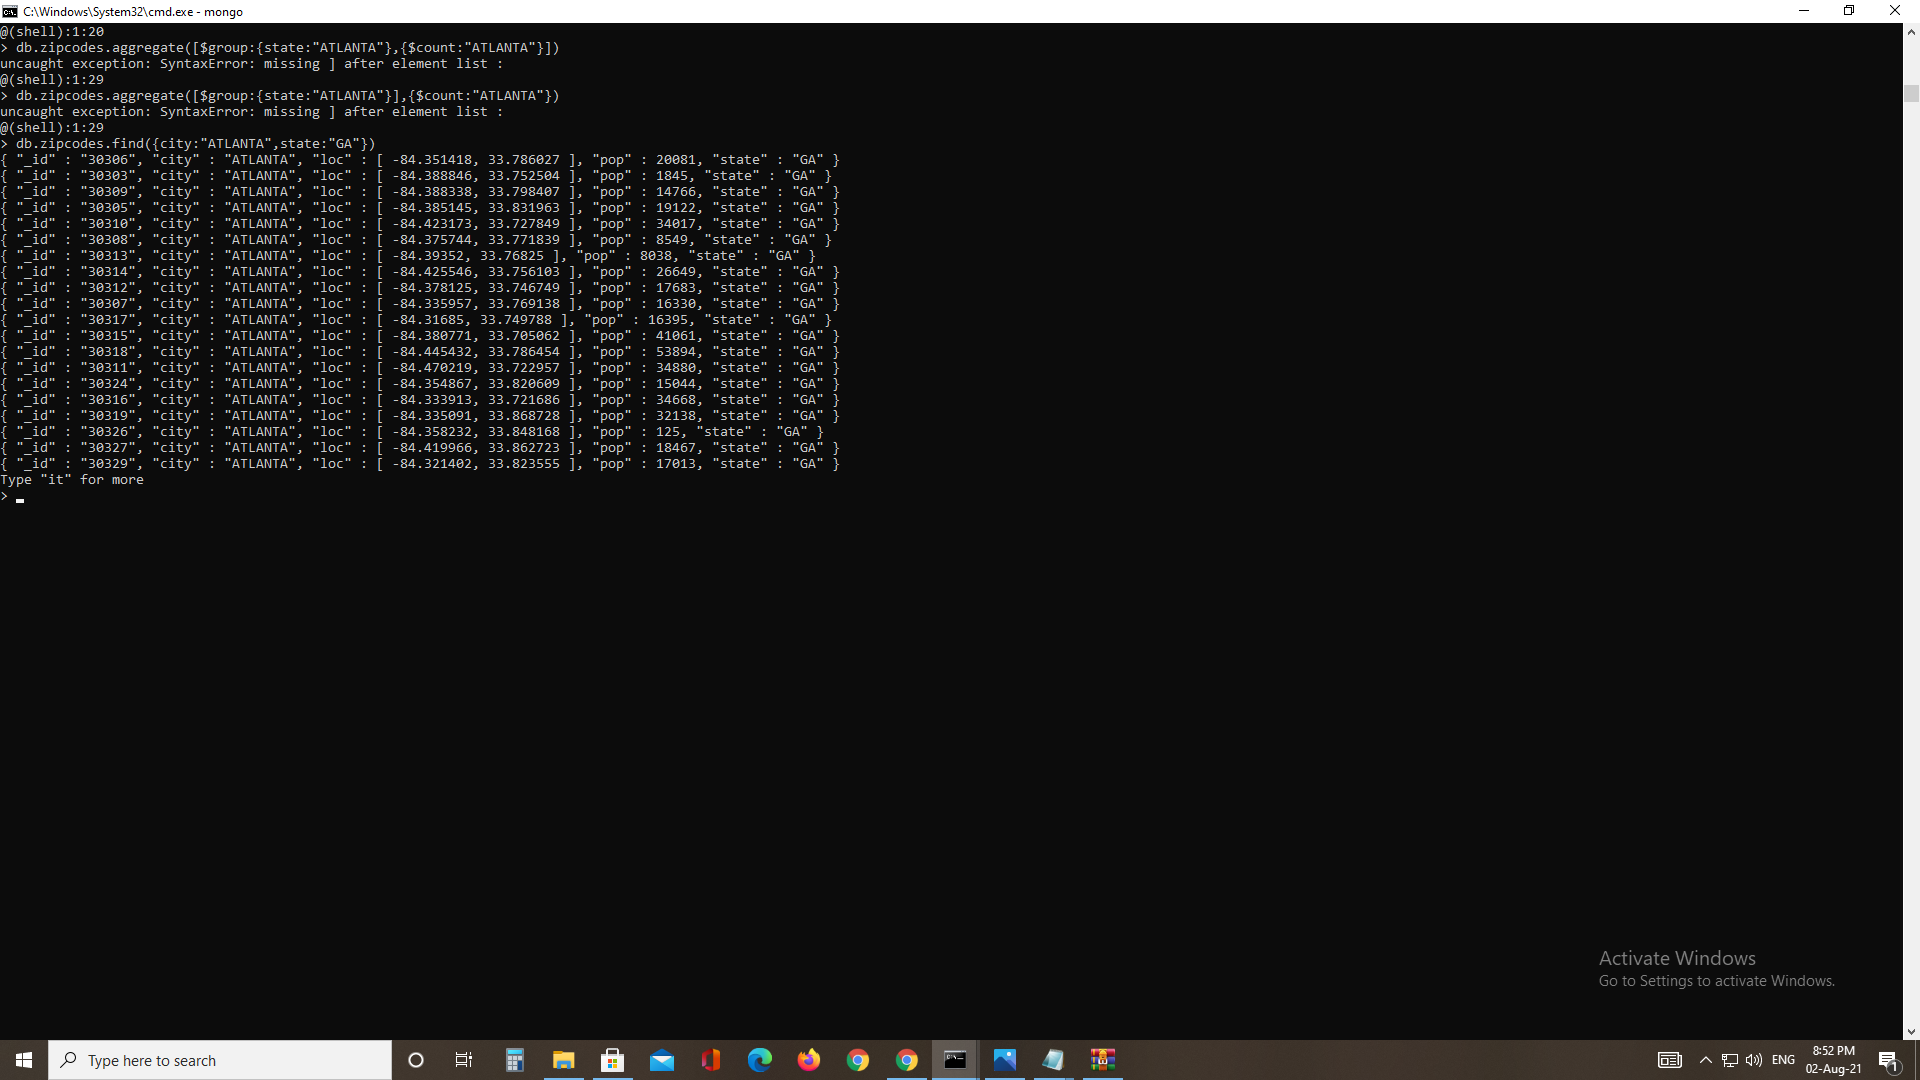 C:\Windows\System32\cmd.exe - mongo
@(shell):1:20
> db.zipcodes.aggregate([$group:{state:"ATLANTA"},{$count:"ATLANTA"}])
uncaught exception: SyntaxError: missing ] after element list :
@(shell):1:29
> db.zipcodes.aggregate([$group:{state:"ATLANTA"}],{$count:"ATLANTA"})
uncaught exception: SyntaxError: missing ] after element list :
@(shell):1:29
> db.zipcodes.find({city:"ATLANTA",state:"GA"})
{ "_id" : "30306", "city" : "ATLANTA", "loc" : [ -84.351418, 33.786027 ], "pop" : 20081, "state" : "GA" }
{ "_id" : "30303", "city" : "ATLANTA", "loc" : [ -84.388846, 33.752504 ], "pop" : 1845, "state" : "GA" }
{ "_id" : "30309", "city" : "ATLANTA", "loc" : [ -84.388338, 33.798407 ], "pop" : 14766, "state" : "GA" }
{ "_id" : "30305", "city" : "ATLANTA", "loc" : [ -84.385145, 33.831963 ], "pop" : 19122, "state" : "GA" }
{ "_id" : "30310", "city" : "ATLANTA", "loc" : [ -84.423173, 33.727849 ], "pop" : 34017, "state" : "GA" }
{ "_id" : "30308", "city" : "ATLANTA", "loc" : [ -84.375744, 33.771839 ], "pop" : 8549, "state" : "GA" }
{ "_id" : "30313", "city" : "ATLANTA", "loc" : [ -84.39352, 33.76825 ], "pop" : 8038, "state" : "GA" }
{ "_id" : "30314", "city" : "ATLANTA", "loc" : [ -84.425546, 33.756103 ], "pop" : 26649, "state" : "GA" }
{ "_id" : "30312", "city" : "ATLANTA", "loc" : [ -84.378125, 33.746749 ], "pop" : 17683, "state" : "GA" }
{ "_id" : "30307", "city" : "ATLANTA", "loc" : [ -84.335957, 33.769138 ], "pop" : 16330, "state" : "GA" }
{ "_id" : "30317", "city" : "ATLANTA", "loc" : [ -84.31685, 33.749788 ], "pop" : 16395, "state" : "GA" }
{ "_id" : "30315", "city" : "ATLANTA", "loc" : [ -84.380771, 33.705062 ], "pop" : 41061, "state" : "GA" }
{ "_id" : "30318", "city" : "ATLANTA", "loc" : [ -84.445432, 33.786454 ], "pop" : 53894, "state" : "GA" }
{ "_id" : "30311", "city" : "ATLANTA", "loc" : [ -84.470219, 33.722957 ], "pop" : 34880, "state" : "GA" }
{ "_id" : "30324", "city" : "ATLANTA", "loc" : [ -84.354867, 33.820609 ], "pop" : 15044, "state" : "GA" }
{ "_id" : "30316", "city" : "ATLANTA", "loc" : [ -84.333913, 33.721686 ], "pop" : 34668, "state" : "GA" }
{ "_id" : "30319", "city" : "ATLANTA", "loc" : [ -84.335091, 33.868728 ], "pop" : 32138, "state" : "GA" }
{ "_id" : "30326", "city" : "ATLANTA", "loc" : [ -84.358232, 33.848168 ], "pop" : 125, "state" : "GA" }
{ "_id" : "30327", "city" : "ATLANTA", "loc" : [ -84.419966, 33.862723 ], "pop" : 18467, "state" : "GA" }
{ "_id" : "30329", "city" : "ATLANTA", "loc" : [ -84.321402, 33.823555 ], "pop" : 17013, "state" : "GA" }
Type "it" for more
>
Activate Windows
Go to Settings to activate Windows.
Type here to search
ENG
8:52 PM
02-Aug-21
1